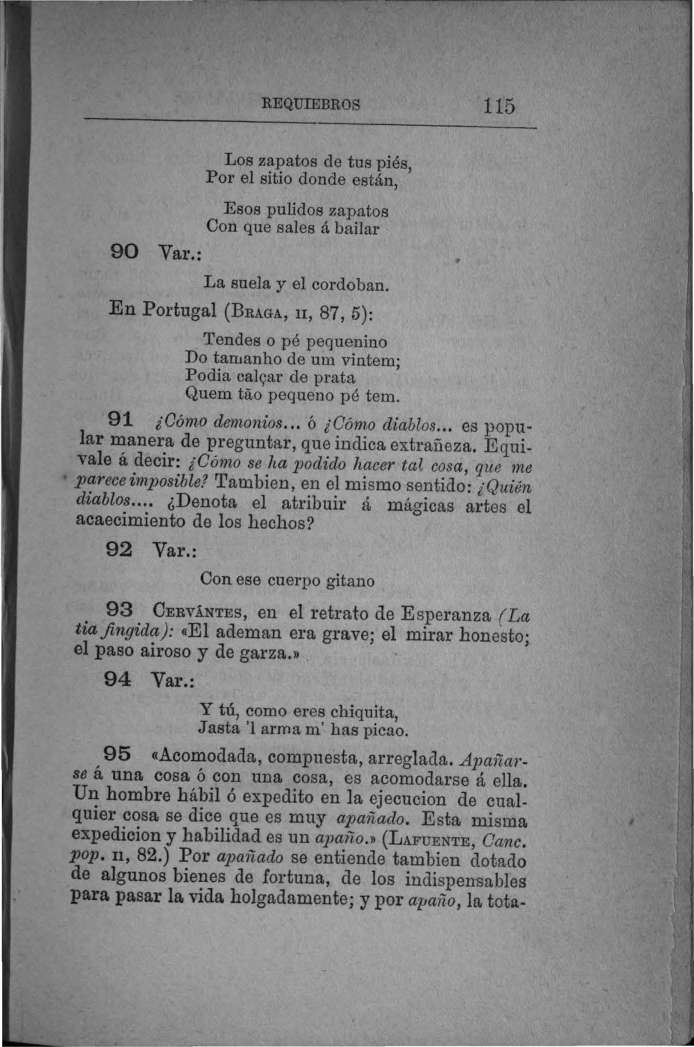 REQUIEBROS 115
Los zapatos de tus piés,
Por el sitio donde están,
Esos pulidos zapatos
Con que sales á bailar
90 Var.:
La suela y el cordoban.
En Portugal (BRAGA, II, 87, 5):
Tendes o pé pequenino
Do tamanho de um vintem;
Podia calçar de prata
Quem tão pequeno pé tem.
91 ¿Cómo demonios... ó ¿Cómo diablos... es popu-
lar manera de preguntar, que indica extrañeza. Equi-
vale á decir: ¿Cómo se ha podido hacer tal cosa, que me
parece imposible? Tambien, en el mismo sentido: ¿Quién
diablos.... ¿Denota el atribuir á mágicas artes el
acaecimiento de los hechos?
92 Var.:
Con ese cuerpo gitano
93 CERVÁNTES, en el retrato de Esperanza (La
tia fingida): «El ademan era grave; el mirar honesto;
el paso airoso y de garza.»
94 Var.:
Y tú, como eres chiquita,
Jasta 'l arma m' has picao.
95 «Acomodada, compuesta, arreglada. Apañar-
se á una cosa ó con una cosa, es acomodarse á ella.
Un hombre hábil ó expedito en la ejecucion de cual-
quier cosa se dice que es muy apañado. Esta misma
expedicion y habilidad es un apaño.» (LAFUENTE, Canc.
pop. II, 82.) Por apañado se entiende tambien dotado
de algunos bienes de fortuna, de los indispensables
para pasar la vida holgadamente; y por apaño, la tota-